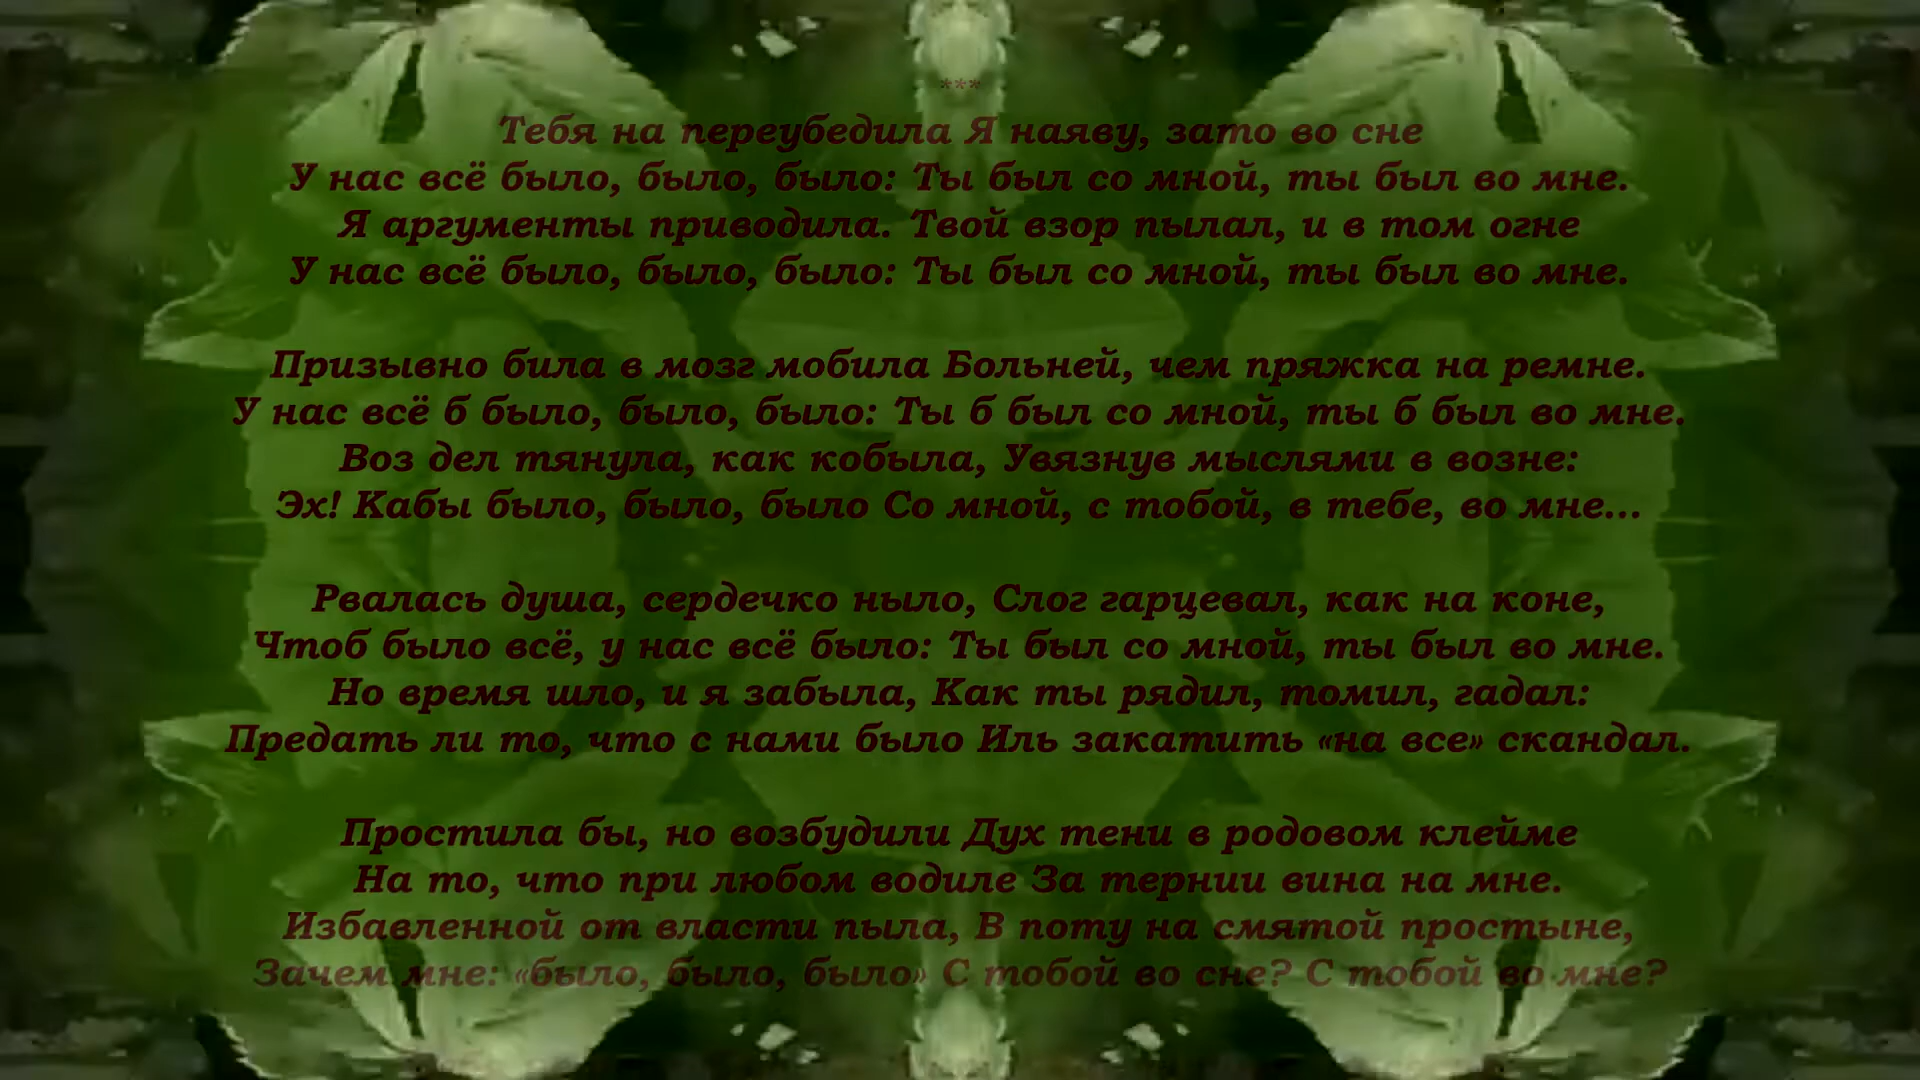 ***
Тебя на переубедила Я наяву, зато во сне
У нас всё было, было, было: Ты был со мной, ты был во мне.
Я аргументы приводила. Твой взор пылал, и в том огне
У нас всё было, было, было: Ты был со мной, ты был во мне.
Призывно била в мозг мобила Больней, чем пряжка на ремне.
У нас всё б было, было, было: Ты б был со мной, ты б был во мне.
Воз дел тянула, как кобыла, Увязнув мыслями в возне:
Эх! Кабы было, было, было Со мной, с тобой, в тебе, во мне...
Рвалась душа, сердечко ныло, Слог гарцевал, как на коне,
Чтоб было всё, у нас всё было: Ты был со мной, ты был во мне.
Но время шло, и я забыла, Как ты рядил, томил, гадал:
Предать ли то, что с нами было Иль закатить «на все» скандал.
Простила бы, но возбудили Дух тени в родовом клейме
На то, что при любом водиле За тернии вина на мне.
Избавленной от власти пыла, В поту на смятой простыне,
Зачем мне: «было, было, было» С тобой во сне? С тобой во мне?